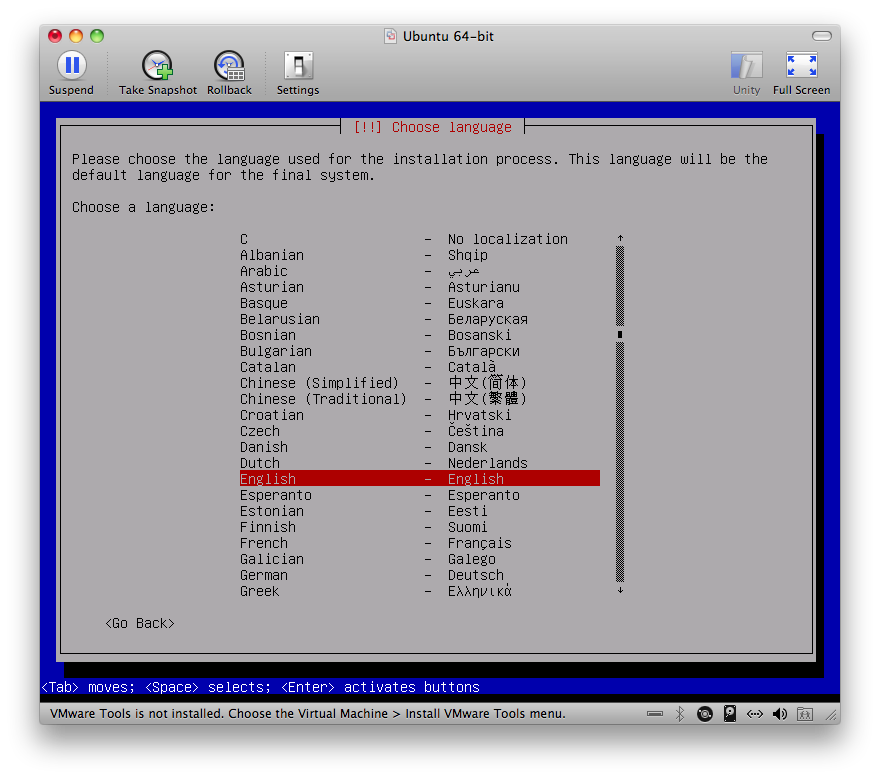 Ubuntu 64-bit
Suspend Take Snapshot Rollback Settings Unity Full Screen
[!!] Choose language
Please choose the language used for the installation process. This language will be the
default language for the final system.
Choose a language:
C - No localization
Albanian - Shqip
Arabic - عربي
Asturian - Asturianu
Basque - Euskara
Belarusian - Беларуская
Bosnian - Bosanski
Bulgarian - Български
Catalan - Català
Chinese (Simplified) - 中文(简体)
Chinese (Traditional) - 中文(繁體)
Croatian - Hrvatski
Czech - Čeština
Danish - Dansk
Dutch - Nederlands
English - English
Esperanto - Esperanto
Estonian - Eesti
Finnish - Suomi
French - Français
Galician - Galego
German - Deutsch
Greek - Ελληνικά
<Go Back>
<Tab> moves; <Space> selects; <Enter> activates buttons
VMware Tools is not installed. Choose the Virtual Machine > Install VMware Tools menu.